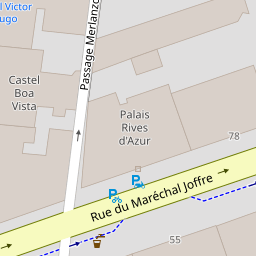 l Victor
ugo
Passage Merlanzo
Castel
Boa
Vista
Palais
Rives
d'Azur
78
Rue du Maréchal Joffre
55